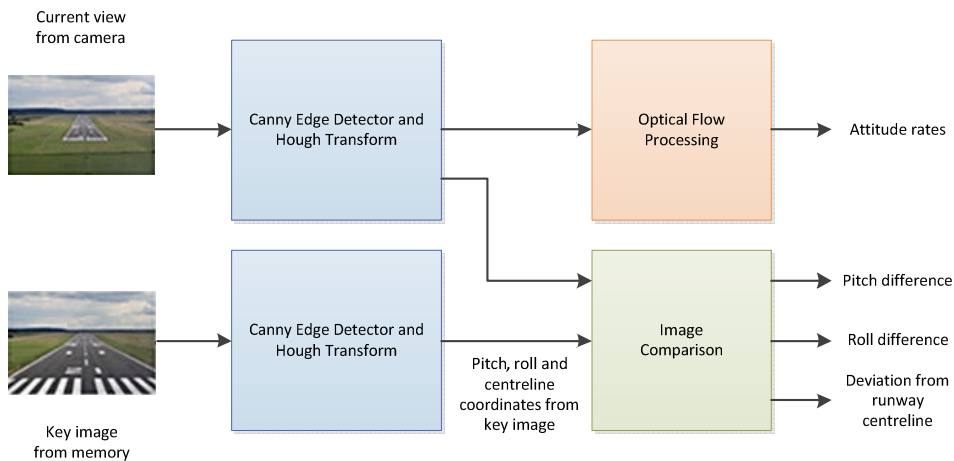 Current view
from camera
Canny Edge Detector and
Hough Transform
Optical Flow
Processing
Attitude rates
Canny Edge Detector and
Hough Transform
Pitch, roll and
centreline
coordinates from
key image
Image
Comparison
Pitch difference
Roll difference
Deviation from
runway
centreline
Key image
from memory